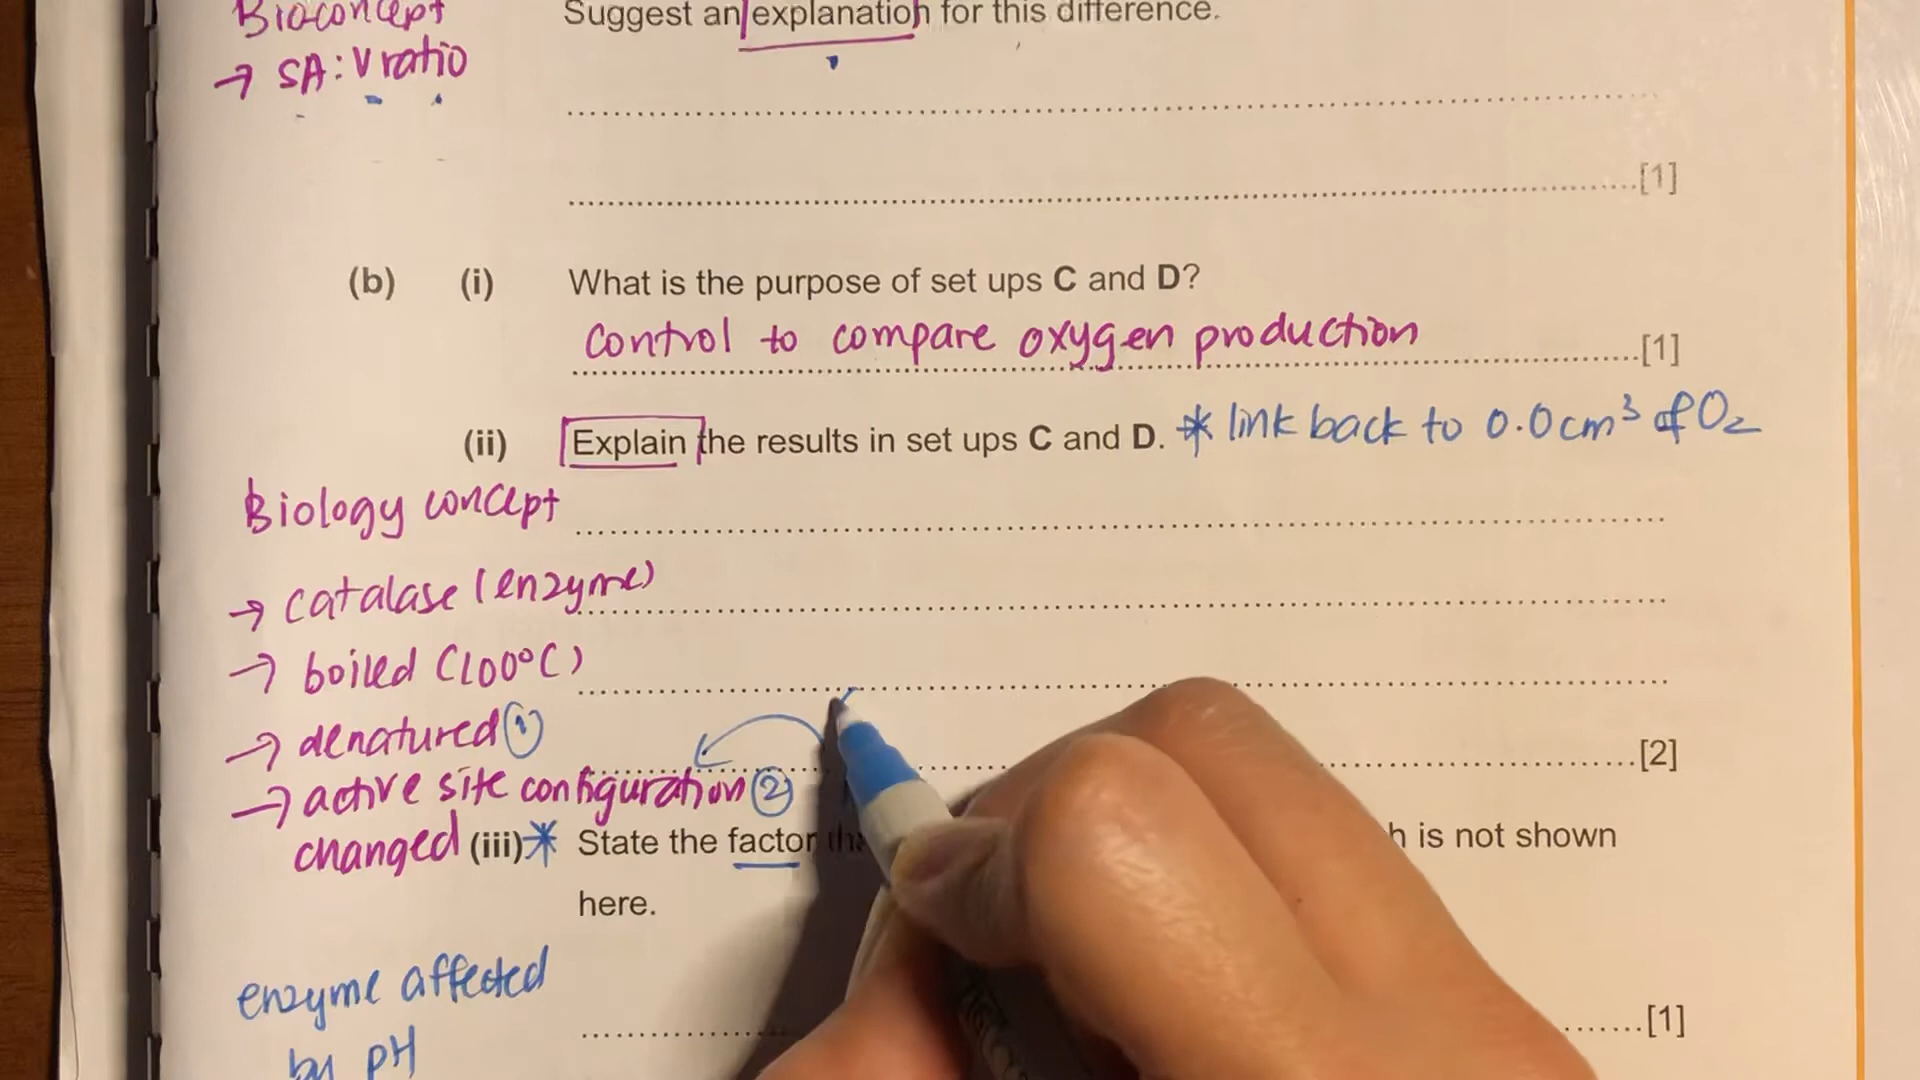 Bioconcept
Suggest an explanation for this difference.
→ SA:V ratio
[1]
(b) (i) What is the purpose of set ups C and D?
control to compare oxygen production [1]
(ii) Explain the results in set ups C and D. * link back to 0.0cm³ of O₂
Biology concept
→ catalase (enzyme)
→ boiled (100°C)
→ denatured ①
[2]
→ active site configuration ②
changed
(iii) * State the factor is not shown
here.
enzyme affected
by pH
[1]